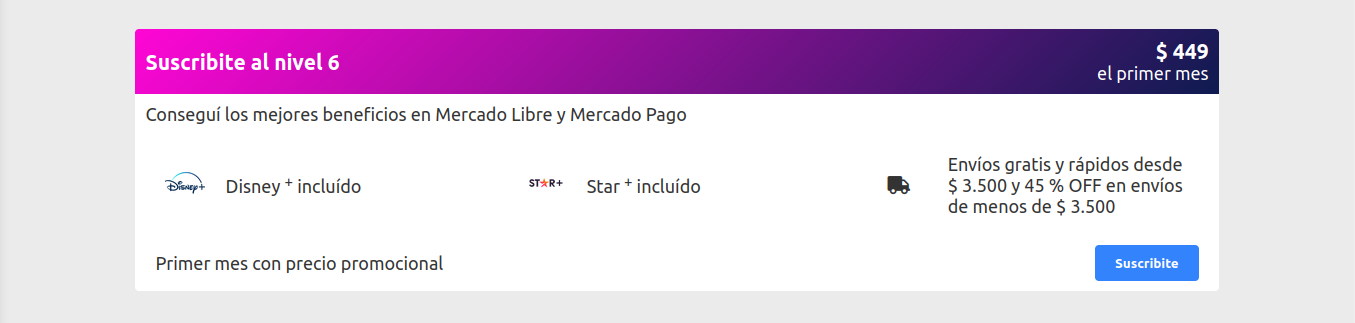 Suscribite al nivel 6
$ 449
el primer mes
Conseguí los mejores beneficios en Mercado Libre y Mercado Pago
Disney+
Disney + incluído
STAR+
Star + incluído
Envíos gratis y rápidos desde
$ 3.500 y 45 % OFF en envíos
de menos de $ 3.500
Primer mes con precio promocional
Suscribite